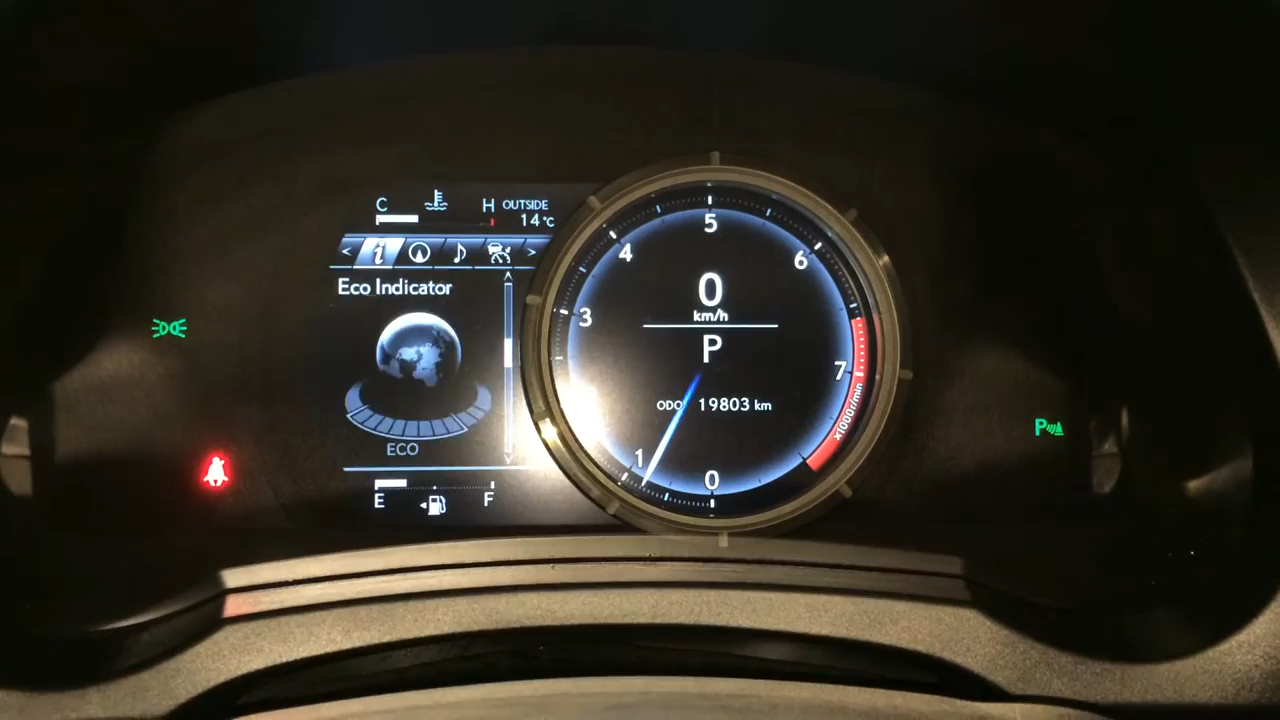 C H OUTSIDE
14°C
< i >
Eco Indicator
ECO
E F
5
4 6
3
7
1 0
x1000r/min
0
km/h
P
ODO 19803 km
P